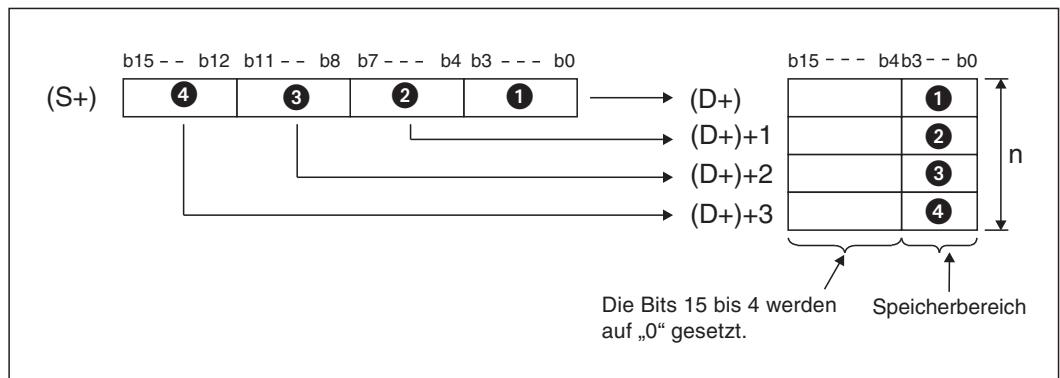 b15 - - b12 b11 - - b8 b7 - - - b4 b3 - - - b0
b15 - - - b4 b3 - - b0
(S+) ❹ ❸ ❷ ❶ (D+) ❶
(D+)+1 ❷
n
(D+)+2 ❸
(D+)+3 ❹
Die Bits 15 bis 4 werden
auf „0“ gesetzt.
Speicherbereich